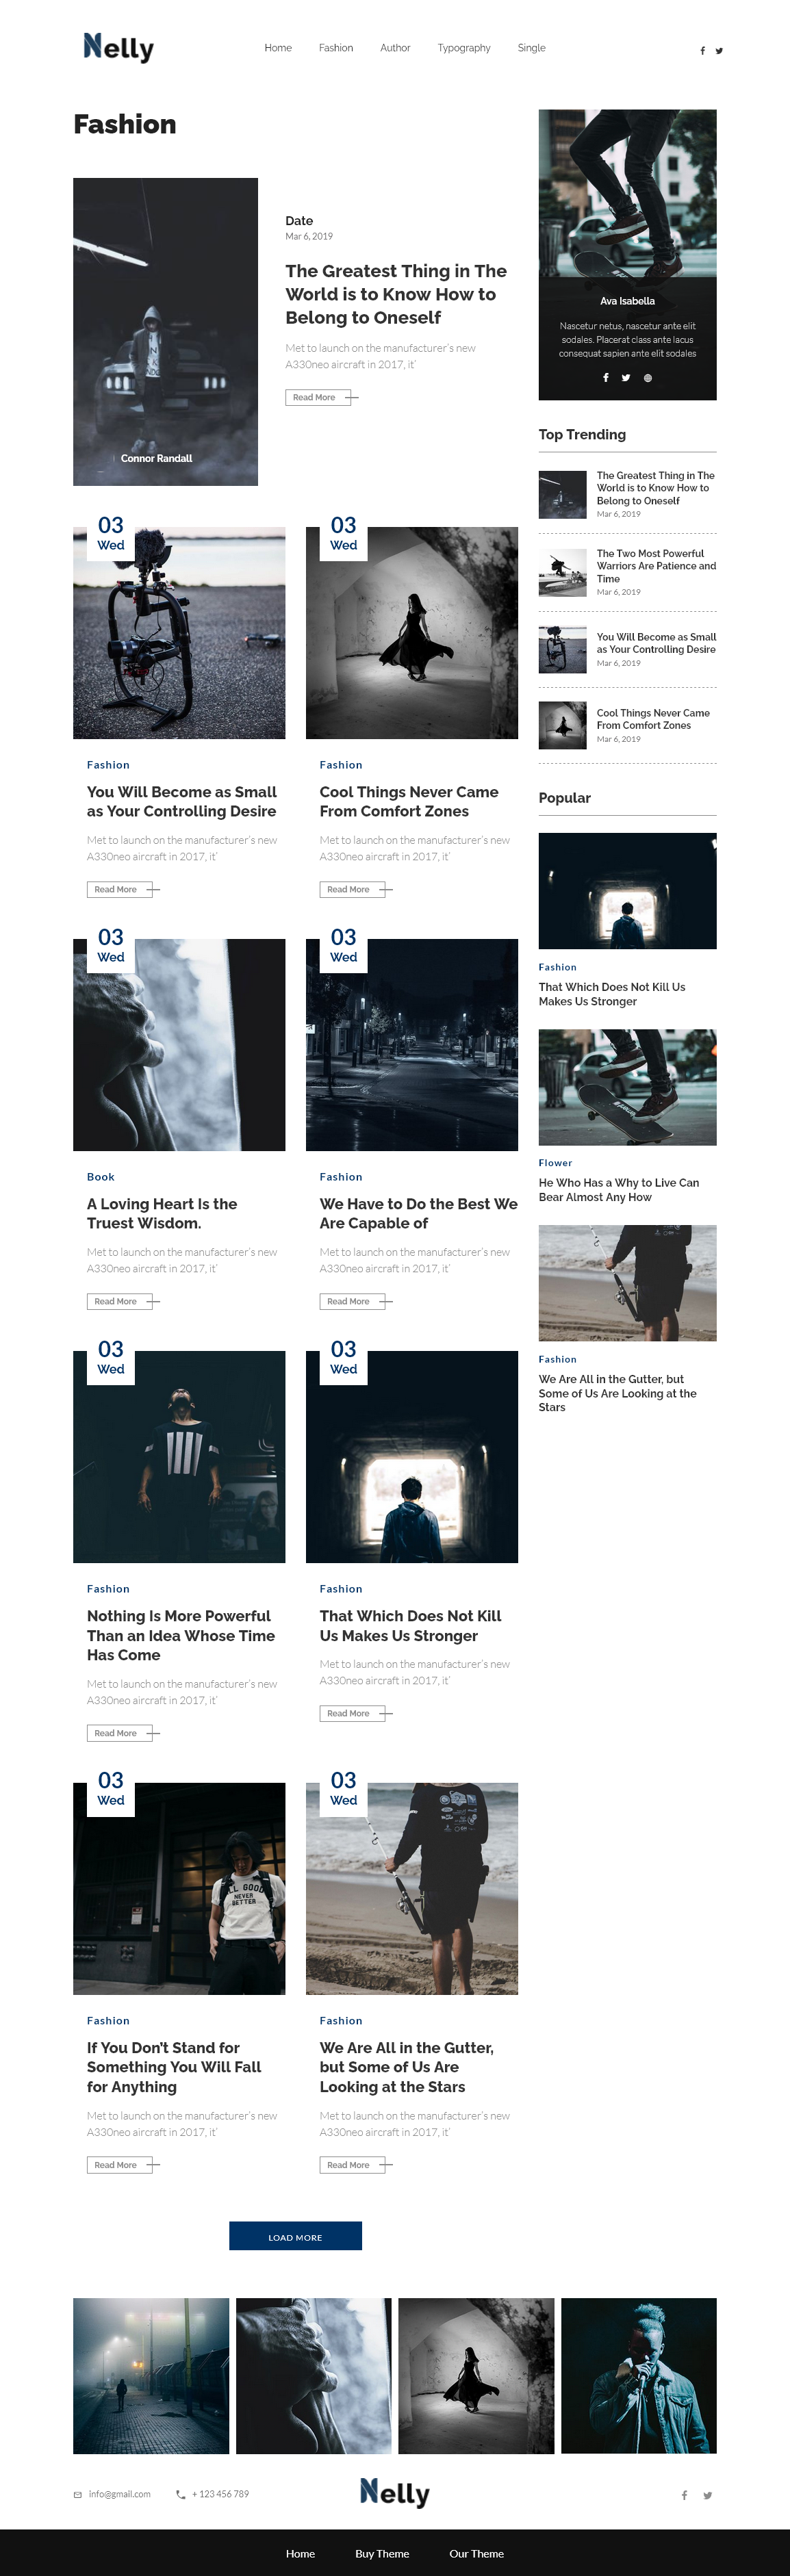 Nelly
Home Fashion Author Typography Single
Fashion
Connor Randall
Date
Mar 6, 2019
The Greatest Thing in The
World is to Know How to
Belong to Oneself
Met to launch on the manufacturer's new
A330neo aircraft in 2017, it'
Read More
03
Wed
Fashion
You Will Become as Small
as Your Controlling Desire
Met to launch on the manufacturer's new
A330neo aircraft in 2017, it'
Read More
03
Wed
Fashion
Cool Things Never Came
From Comfort Zones
Met to launch on the manufacturer's new
A330neo aircraft in 2017, it'
Read More
03
Wed
Book
A Loving Heart Is the
Truest Wisdom.
Met to launch on the manufacturer's new
A330neo aircraft in 2017, it'
Read More
03
Wed
Fashion
We Have to Do the Best We
Are Capable of
Met to launch on the manufacturer's new
A330neo aircraft in 2017, it'
Read More
03
Wed
Fashion
Nothing Is More Powerful
Than an Idea Whose Time
Has Come
Met to launch on the manufacturer's new
A330neo aircraft in 2017, it'
Read More
03
Wed
Fashion
That Which Does Not Kill
Us Makes Us Stronger
Met to launch on the manufacturer's new
A330neo aircraft in 2017, it'
Read More
03
Wed
LL GOOD
NEVER
BETTER
Fashion
If You Don't Stand for
Something You Will Fall
for Anything
Met to launch on the manufacturer's new
A330neo aircraft in 2017, it'
Read More
03
Wed
Fashion
We Are All in the Gutter,
but Some of Us Are
Looking at the Stars
Met to launch on the manufacturer's new
A330neo aircraft in 2017, it'
Read More
LOAD MORE
Ava Isabella
Nascetur netus, nascetur ante elit
sodales. Placerat class ante lacus
consequat sapien ante elit sodales
Top Trending
The Greatest Thing in The
World is to Know How to
Belong to Oneself
Mar 6, 2019
The Two Most Powerful
Warriors Are Patience and
Time
Mar 6, 2019
You Will Become as Small
as Your Controlling Desire
Mar 6, 2019
Cool Things Never Came
From Comfort Zones
Mar 6, 2019
Popular
Fashion
That Which Does Not Kill Us
Makes Us Stronger
Flower
He Who Has a Why to Live Can
Bear Almost Any How
Fashion
We Are All in the Gutter, but
Some of Us Are Looking at the
Stars
info@gmail.com
+ 123 456 789
Nelly
Home Buy Theme Our Theme